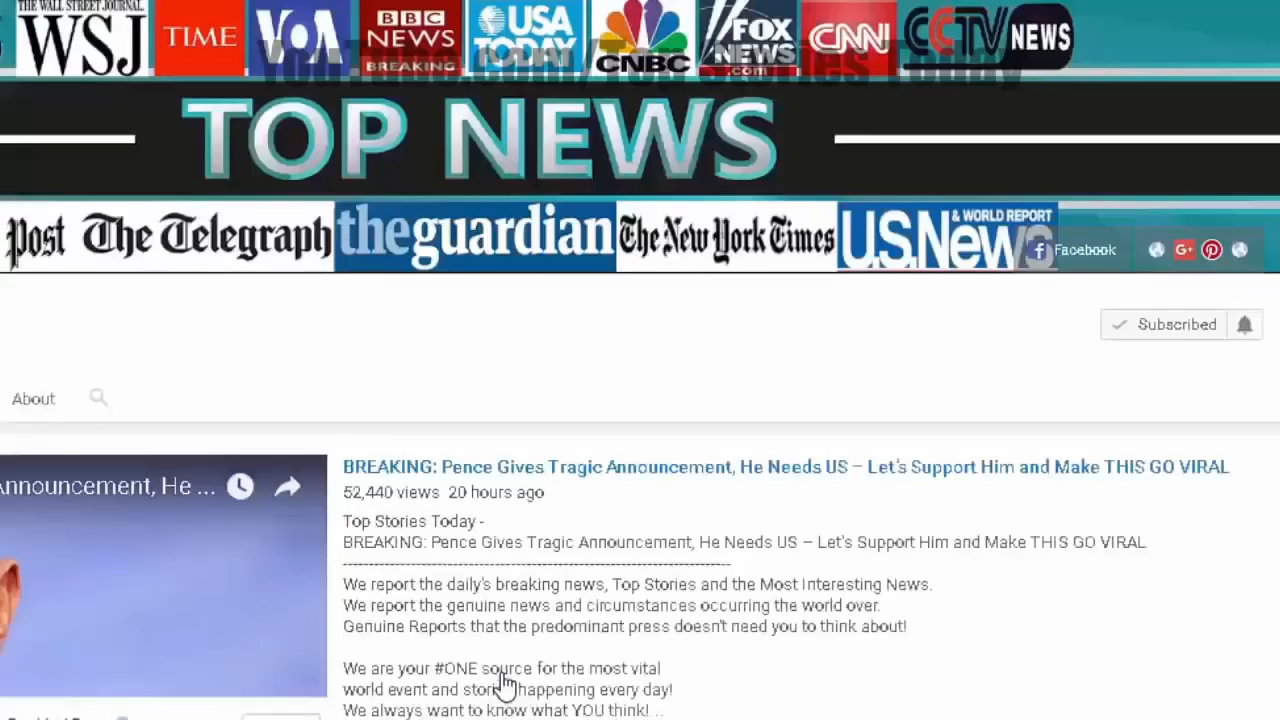 THE WALL STREET JOURNAL.
WSJ TIME VOA BBC NEWS BREAKING USA TODAY CNBC FOX NEWS .com CNN CCTV NEWS
YouTube.com/Top Stories Today
TOP NEWS
Post The Telegraph theguardian The New York Times U.S.News & WORLD REPORT
Facebook G+
Subscribed
About
Announcement, He ...
BREAKING: Pence Gives Tragic Announcement, He Needs US – Let's Support Him and Make THIS GO VIRAL
52,440 views 20 hours ago
Top Stories Today -
BREAKING: Pence Gives Tragic Announcement, He Needs US – Let's Support Him and Make THIS GO VIRAL
--------------------------------------------------------------------------
We report the daily's breaking news, Top Stories and the Most Interesting News.
We report the genuine news and circumstances occurring the world over.
Genuine Reports that the predominant press doesn't need you to think about!
We are your #ONE source for the most vital
world event and stories happening every day!
We always want to know what YOU think!...